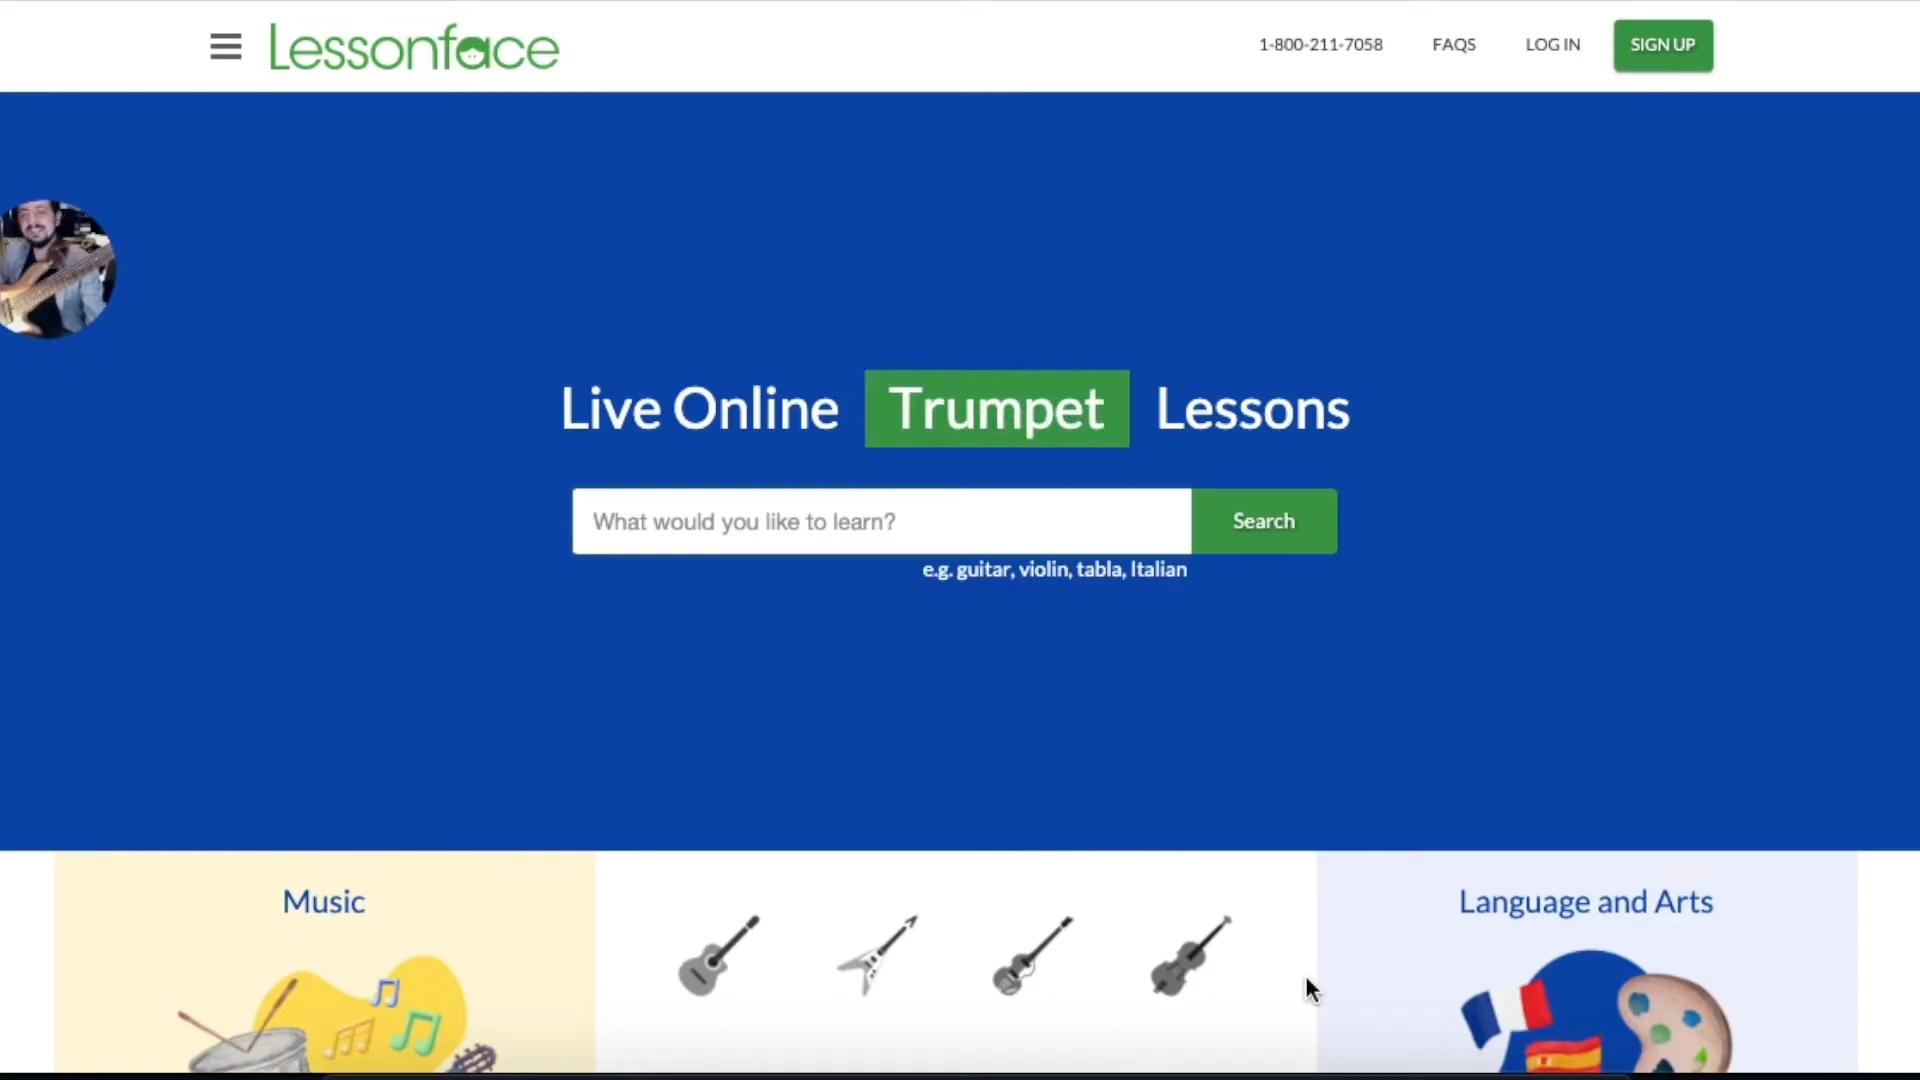 Lessonface
1-800-211-7058 FAQS LOG IN SIGN UP
Live Online Trumpet Lessons
What would you like to learn? Search
e.g. guitar, violin, tabla, Italian
Music
Language and Arts